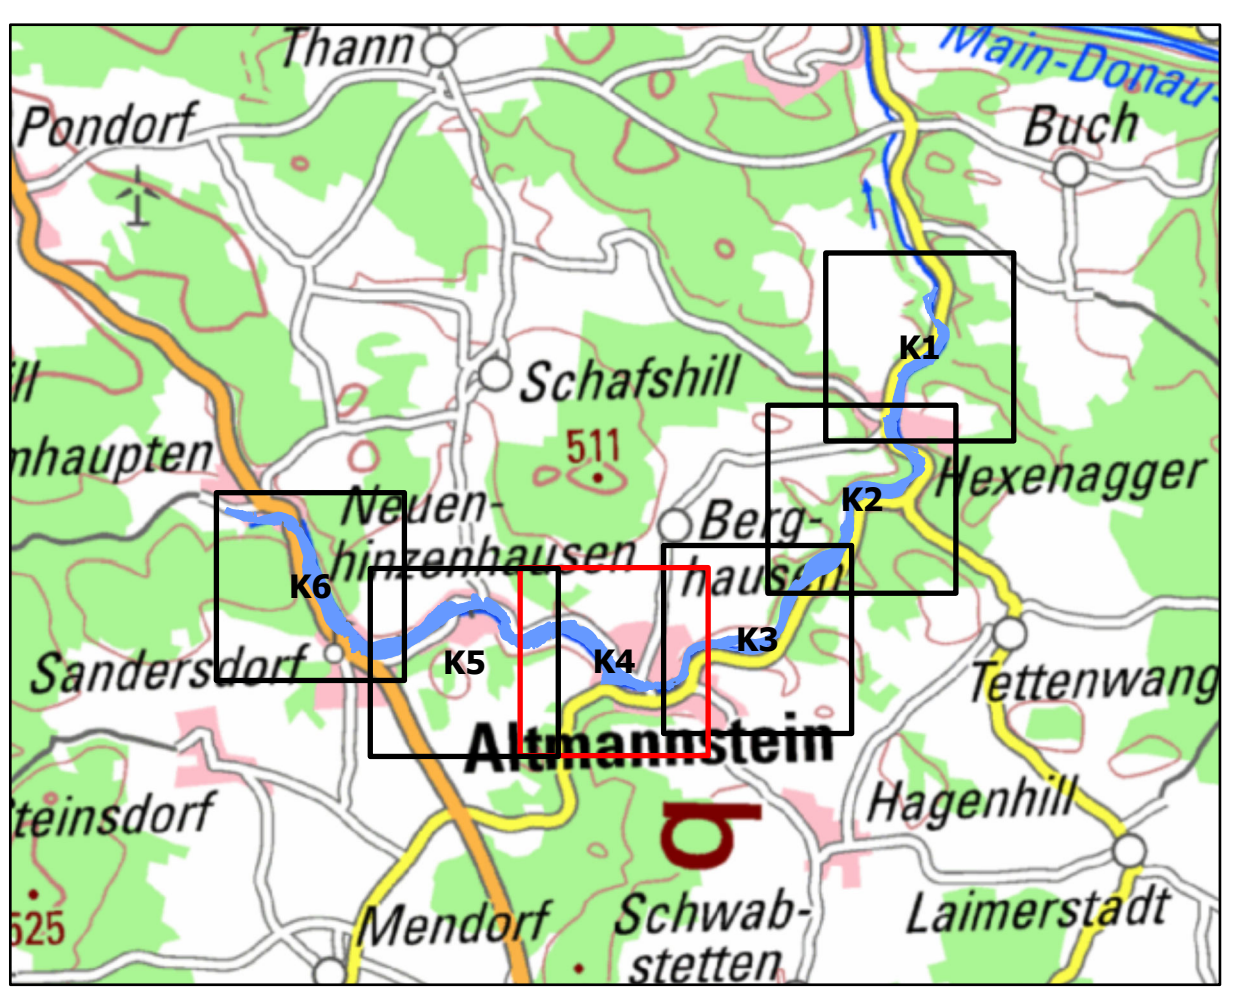 Thann
Main-Donau-
Pondorf
Buch
K1
ill
Schafshill
511
nhaupten
Hexenagger
K2
Neuen-
hinzenhausen
Berg-
hausen
K6
K3
K5
K4
Sandersdorf
Tettenwang
Altmannstein
teinsdorf
Hagenhill
q
Mendorf
Schwab-
stetten
Laimerstadt
525